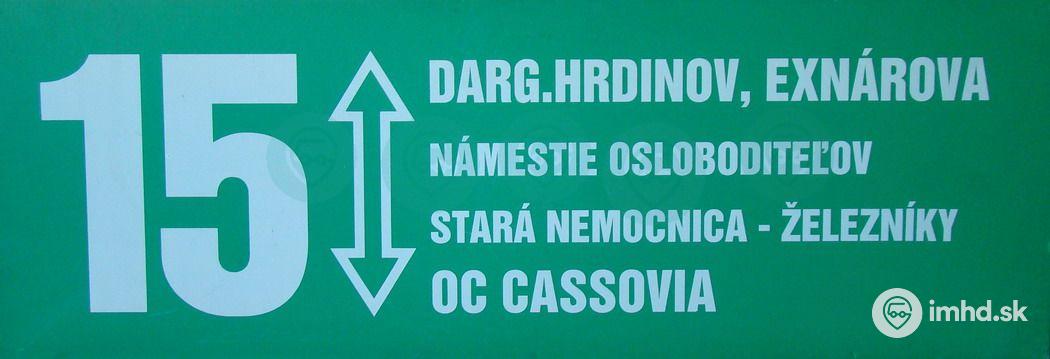 15
DARG.HRDINOV, EXNÁROVA
NÁMESTIE OSLOBODITEĽOV
STARÁ NEMOCNICA - ŽELEZNÍKY
OC CASSOVIA
imhd.sk